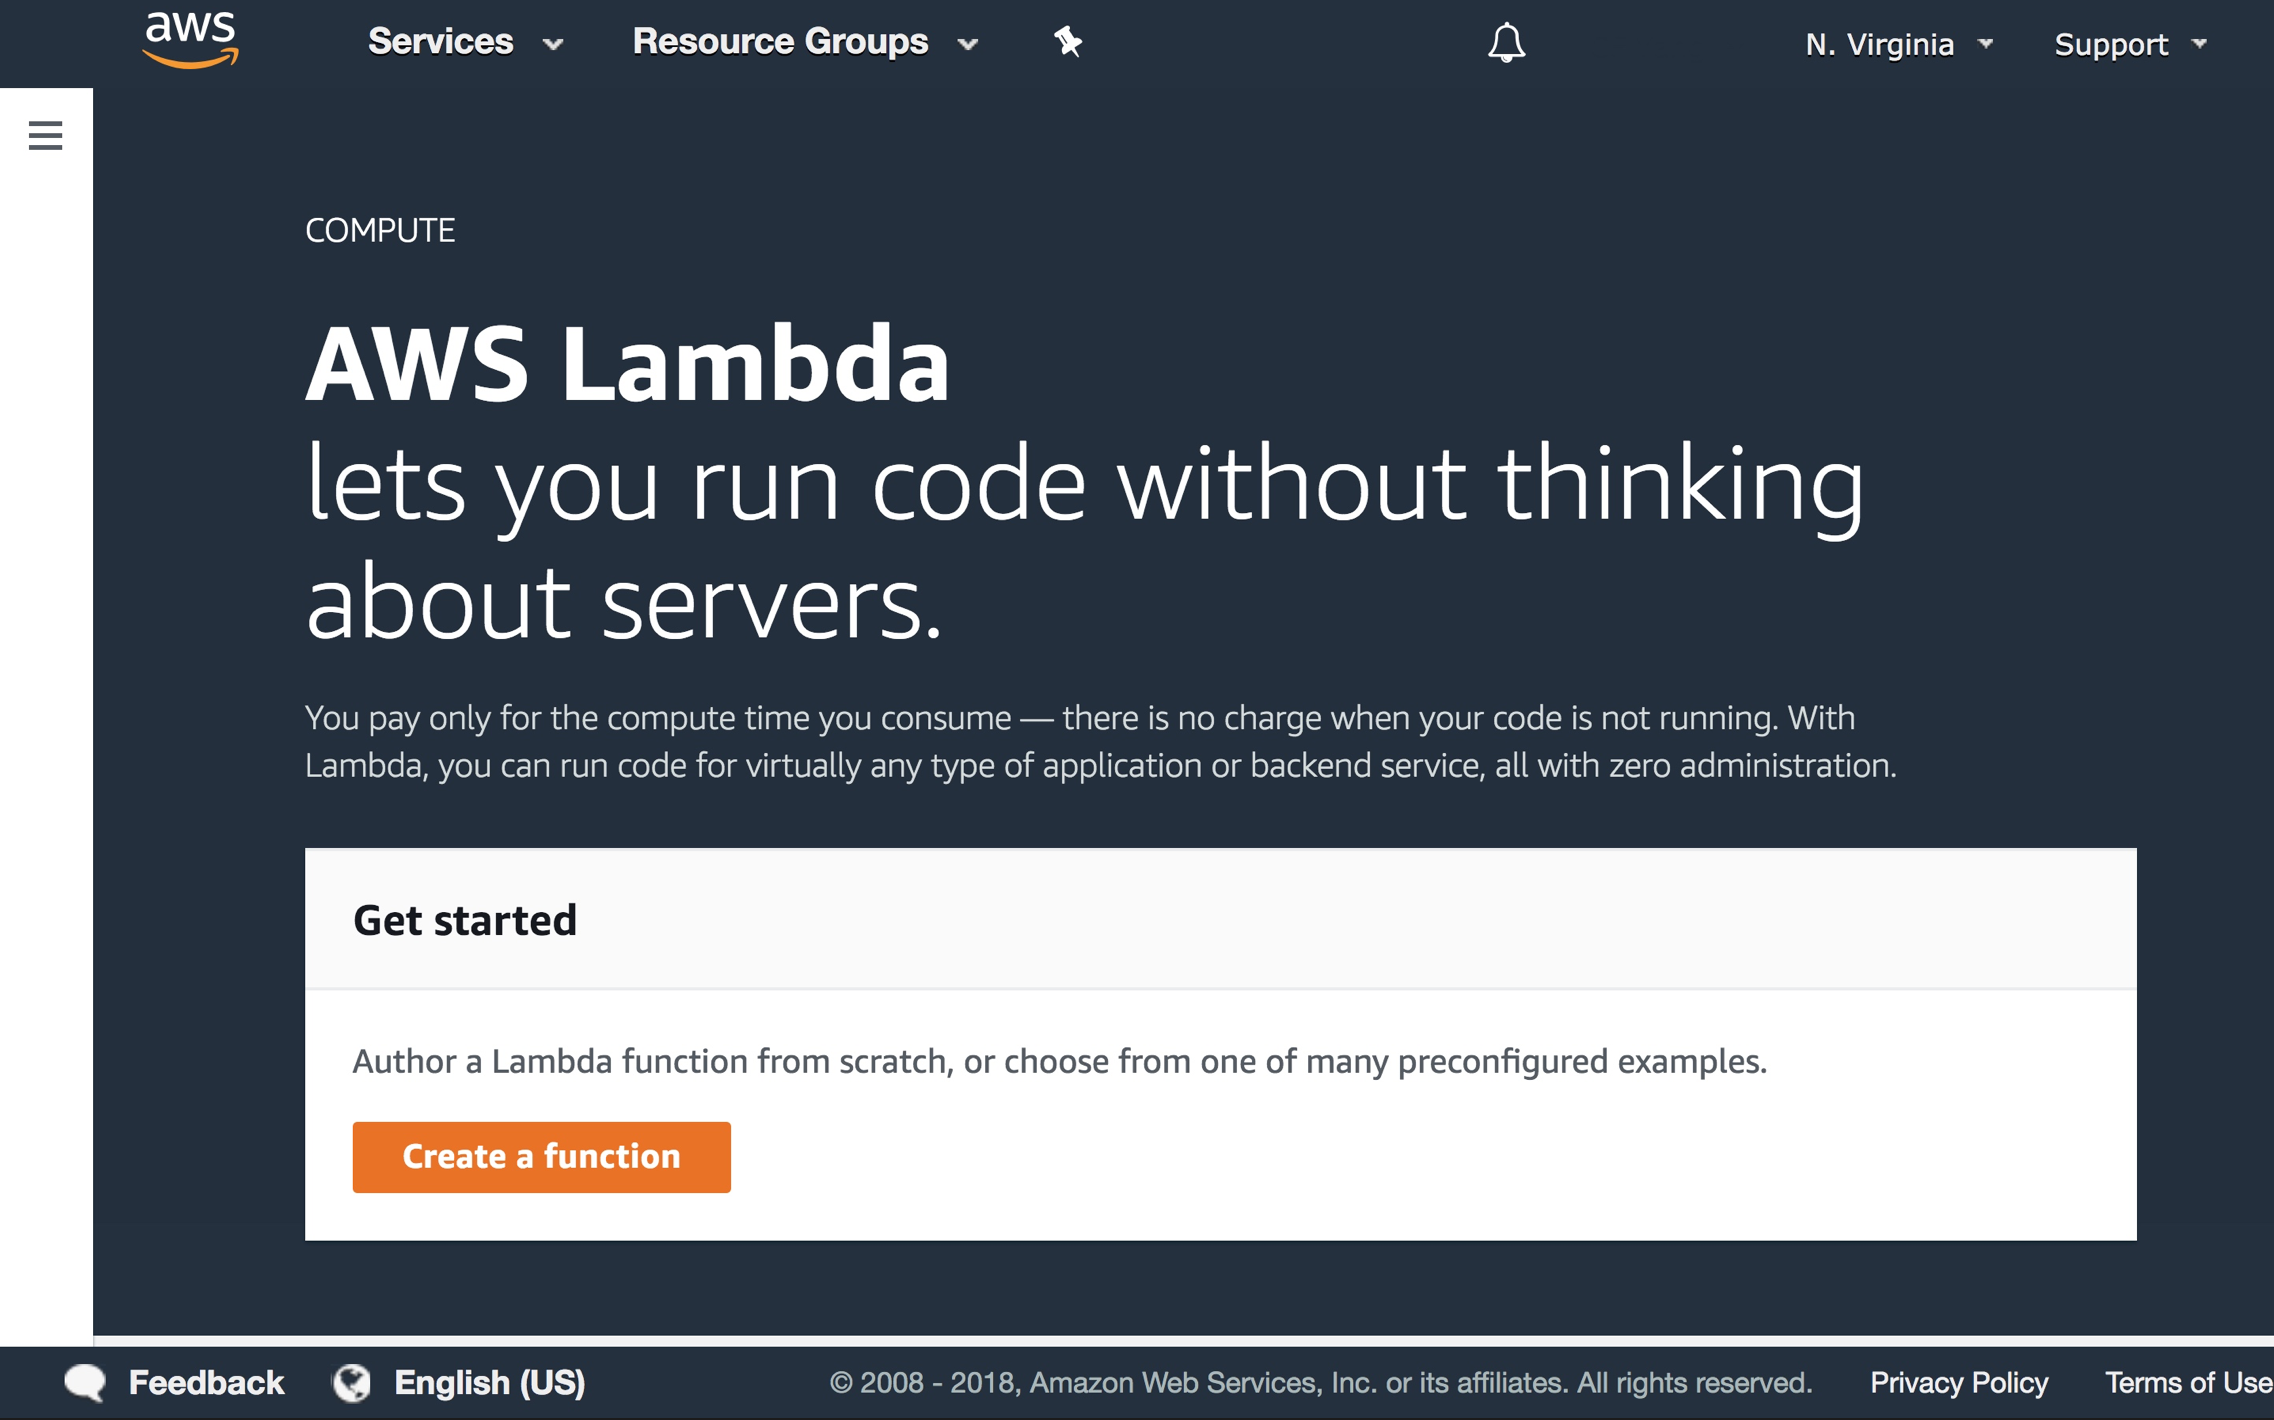 aws Services Resource Groups N. Virginia Support
COMPUTE
AWS Lambda
lets you run code without thinking
about servers.
You pay only for the compute time you consume — there is no charge when your code is not running. With
Lambda, you can run code for virtually any type of application or backend service, all with zero administration.
Get started
Author a Lambda function from scratch, or choose from one of many preconfigured examples.
Create a function
Feedback English (US) © 2008 - 2018, Amazon Web Services, Inc. or its affiliates. All rights reserved. Privacy Policy Terms of Use